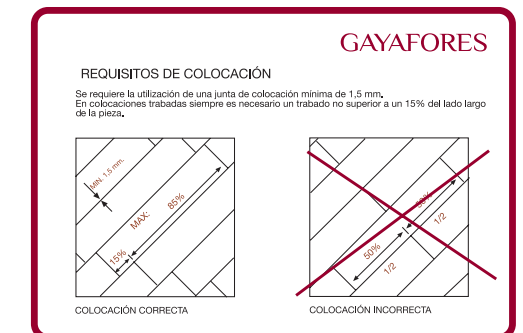 GAYAFORES
REQUISITOS DE COLOCACIÓN
Se requiere la utilización de una junta de colocación mínima de 1,5 mm.
En colocaciones trabadas siempre es necesario un trabado no superior a un 15% del lado largo
de la pieza.
MIN: 1,5 mm.
MAX:
85%
15%
50%
1/2
50%
1/2
COLOCACIÓN CORRECTA
COLOCACIÓN INCORRECTA